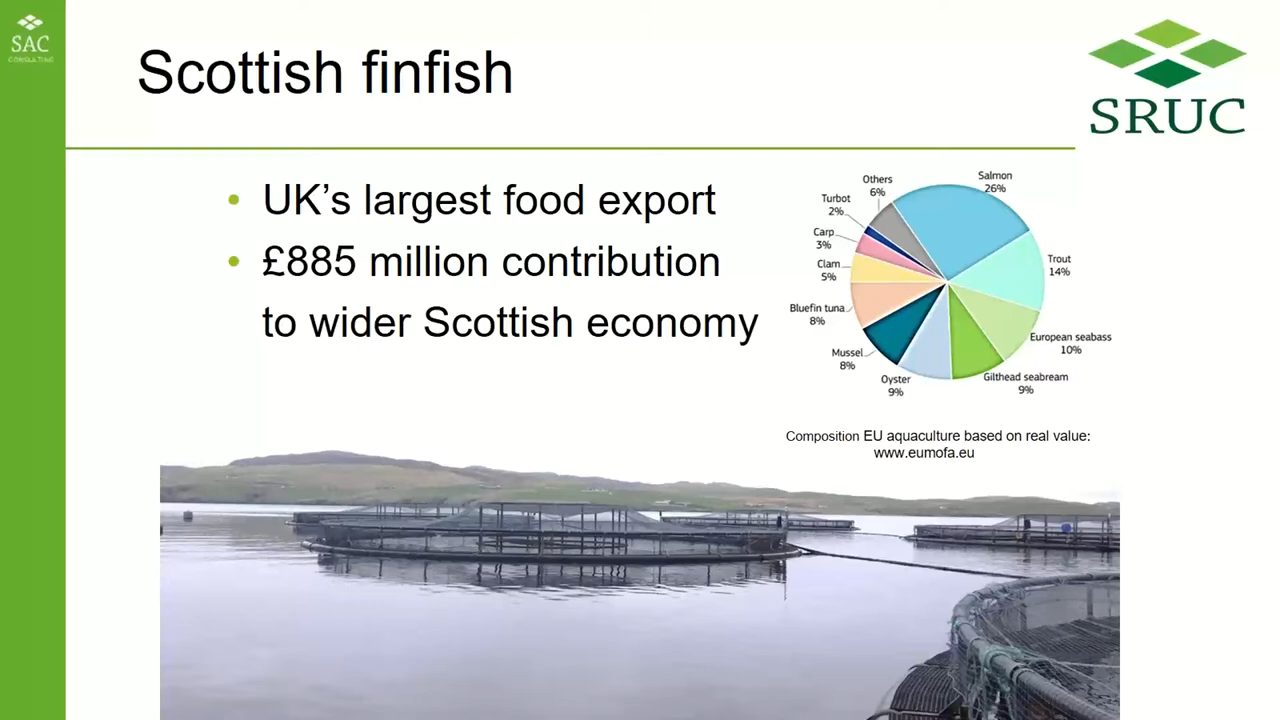 SAC
CONSULTING
Scottish finfish
SRUC
• UK’s largest food export
• £885 million contribution
to wider Scottish economy
Salmon
26%
Trout
14%
European seabass
10%
Gilthead seabream
9%
Oyster
9%
Mussel
8%
Bluefin tuna
8%
Clam
5%
Carp
3%
Turbot
2%
Others
6%
Composition EU aquaculture based on real value:
www.eumofa.eu